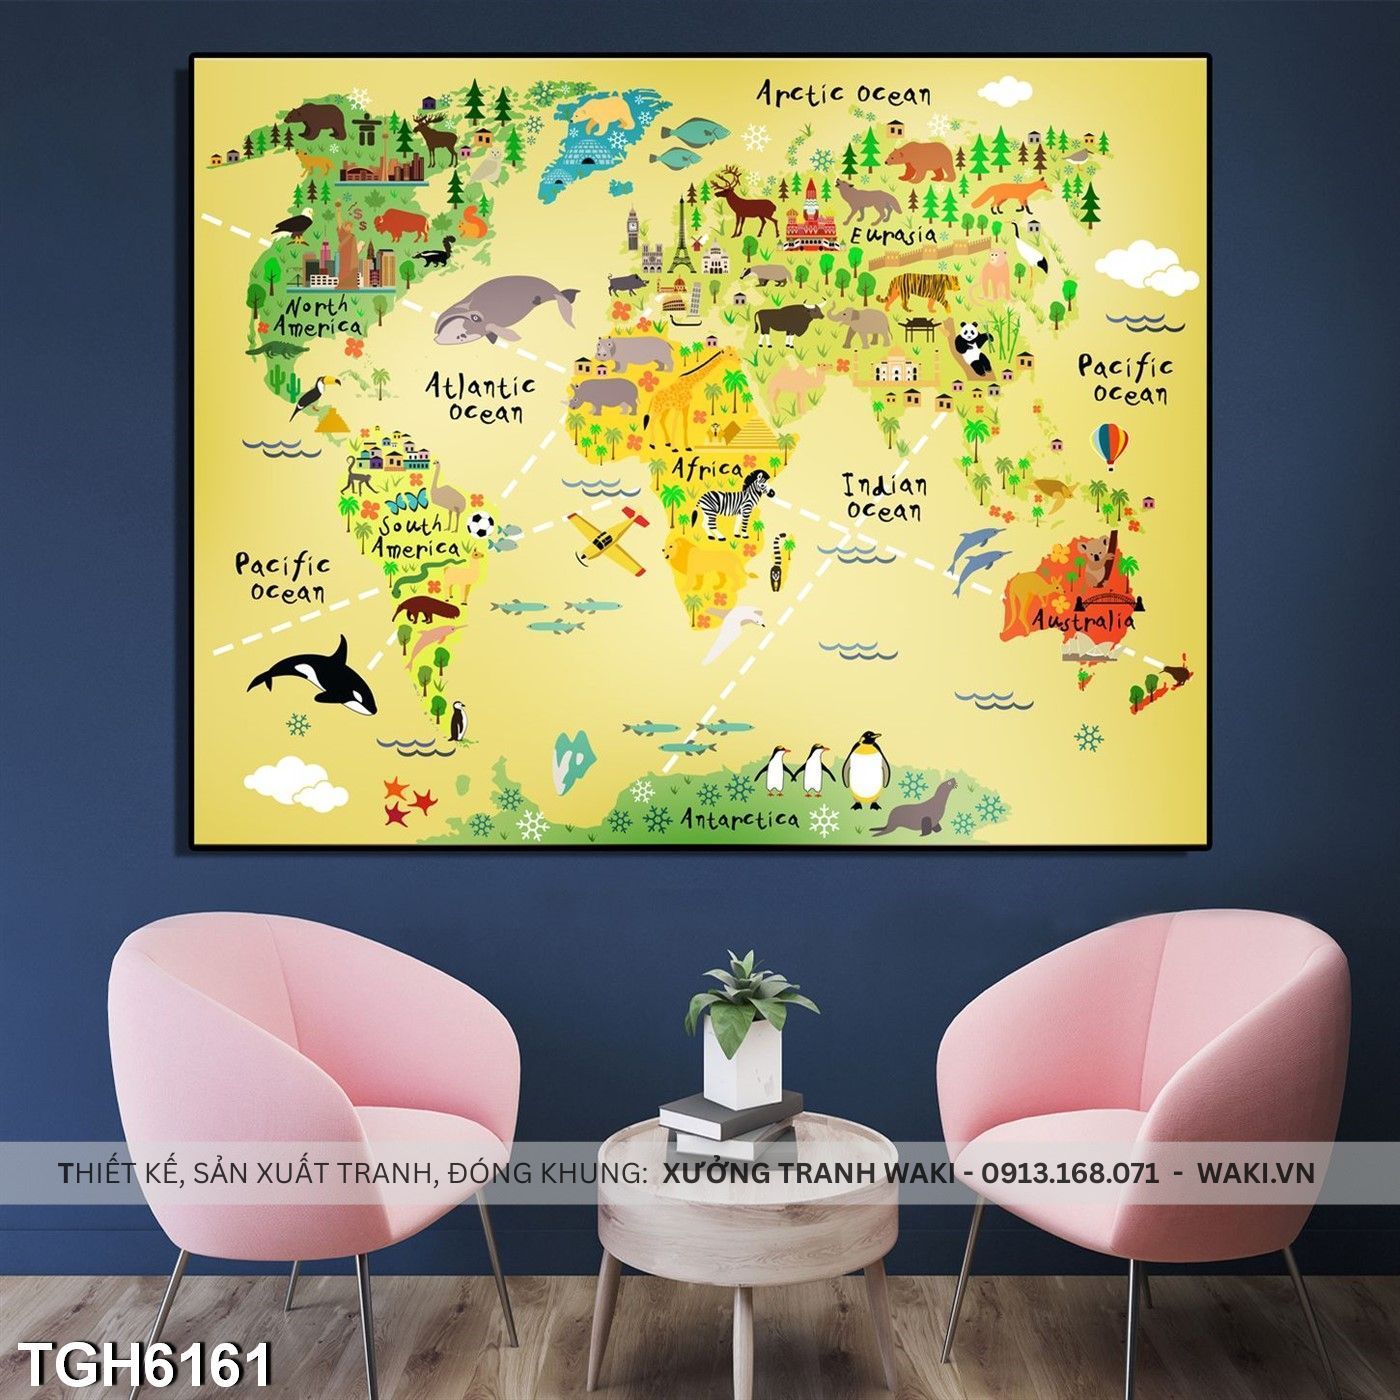 Arctic ocean
Eurasia
North
America
Atlantic
ocean
Pacific
ocean
Africa
Indian
ocean
South
America
Pacific
ocean
Australia
Antarctica
THIẾT KẾ, SẢN XUẤT TRANH, ĐÓNG KHUNG: XƯỞNG TRANH WAKI - 0913.168.071 - WAKI.VN
TGH6161